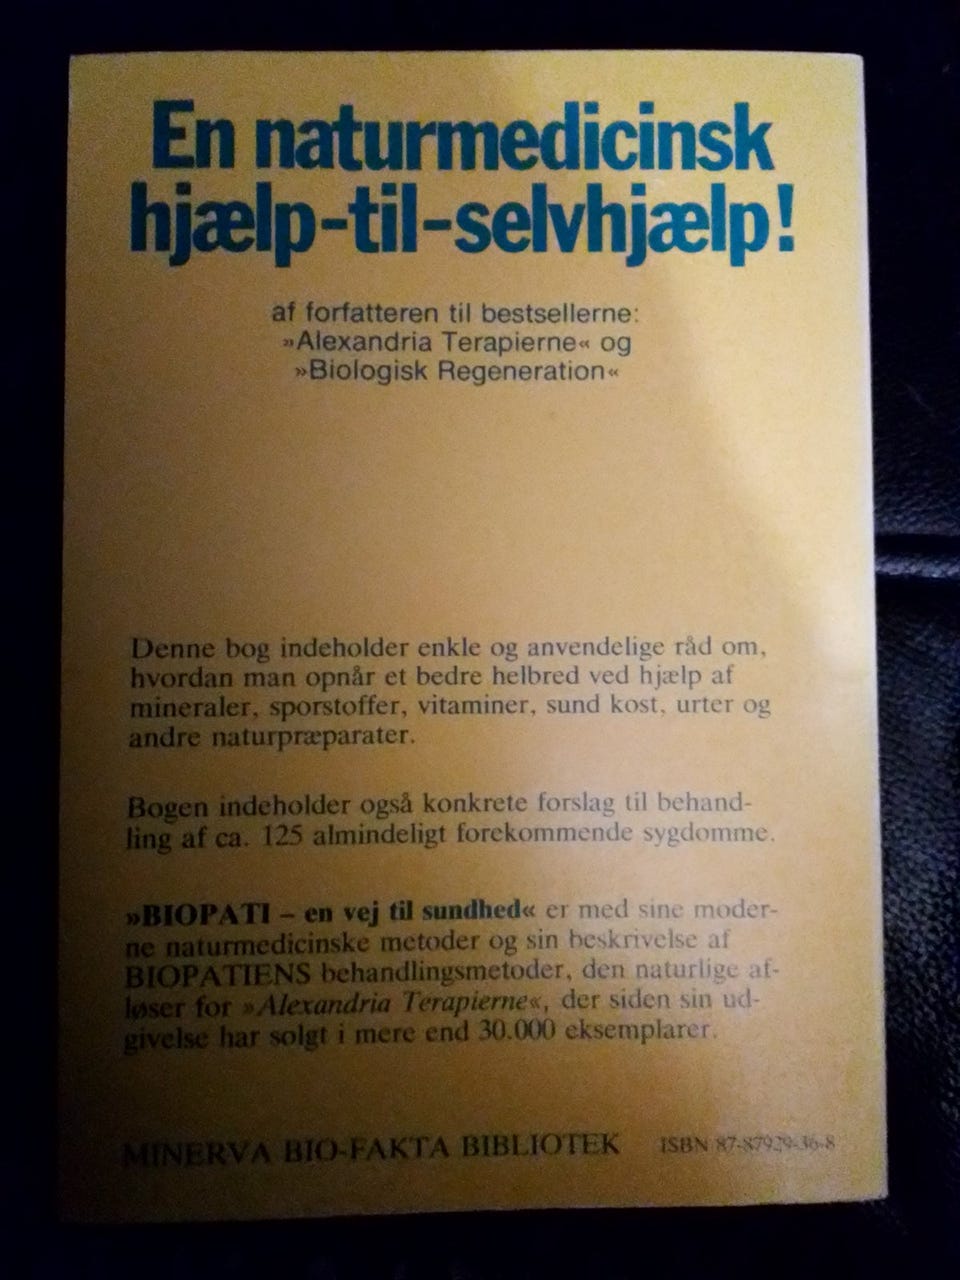 En naturmedicinsk
hjælp-til-selvhjælp!
af forfatteren til bestsellerne:
»Alexandria Terapierne« og
»Biologisk Regeneration«
Denne bog indeholder enkle og anvendelige råd om,
hvordan man opnår et bedre helbred ved hjælp af
mineraler, sporstoffer, vitaminer, sund kost, urter og
andre naturpræparater.
Bogen indeholder også konkrete forslag til behand-
ling af ca. 125 almindeligt forekommende sygdomme.
»BIOPATI – en vej til sundhed« er med sine moder-
ne naturmedicinske metoder og sin beskrivelse af
BIOPATIENS behandlingsmetoder, den naturlige af-
løser for »Alexandria Terapierne«, der siden sin ud-
givelse har solgt i mere end 30.000 eksemplarer.
MINERVA BIO-FAKTA BIBLIOTEK ISBN 87-87929-36-8